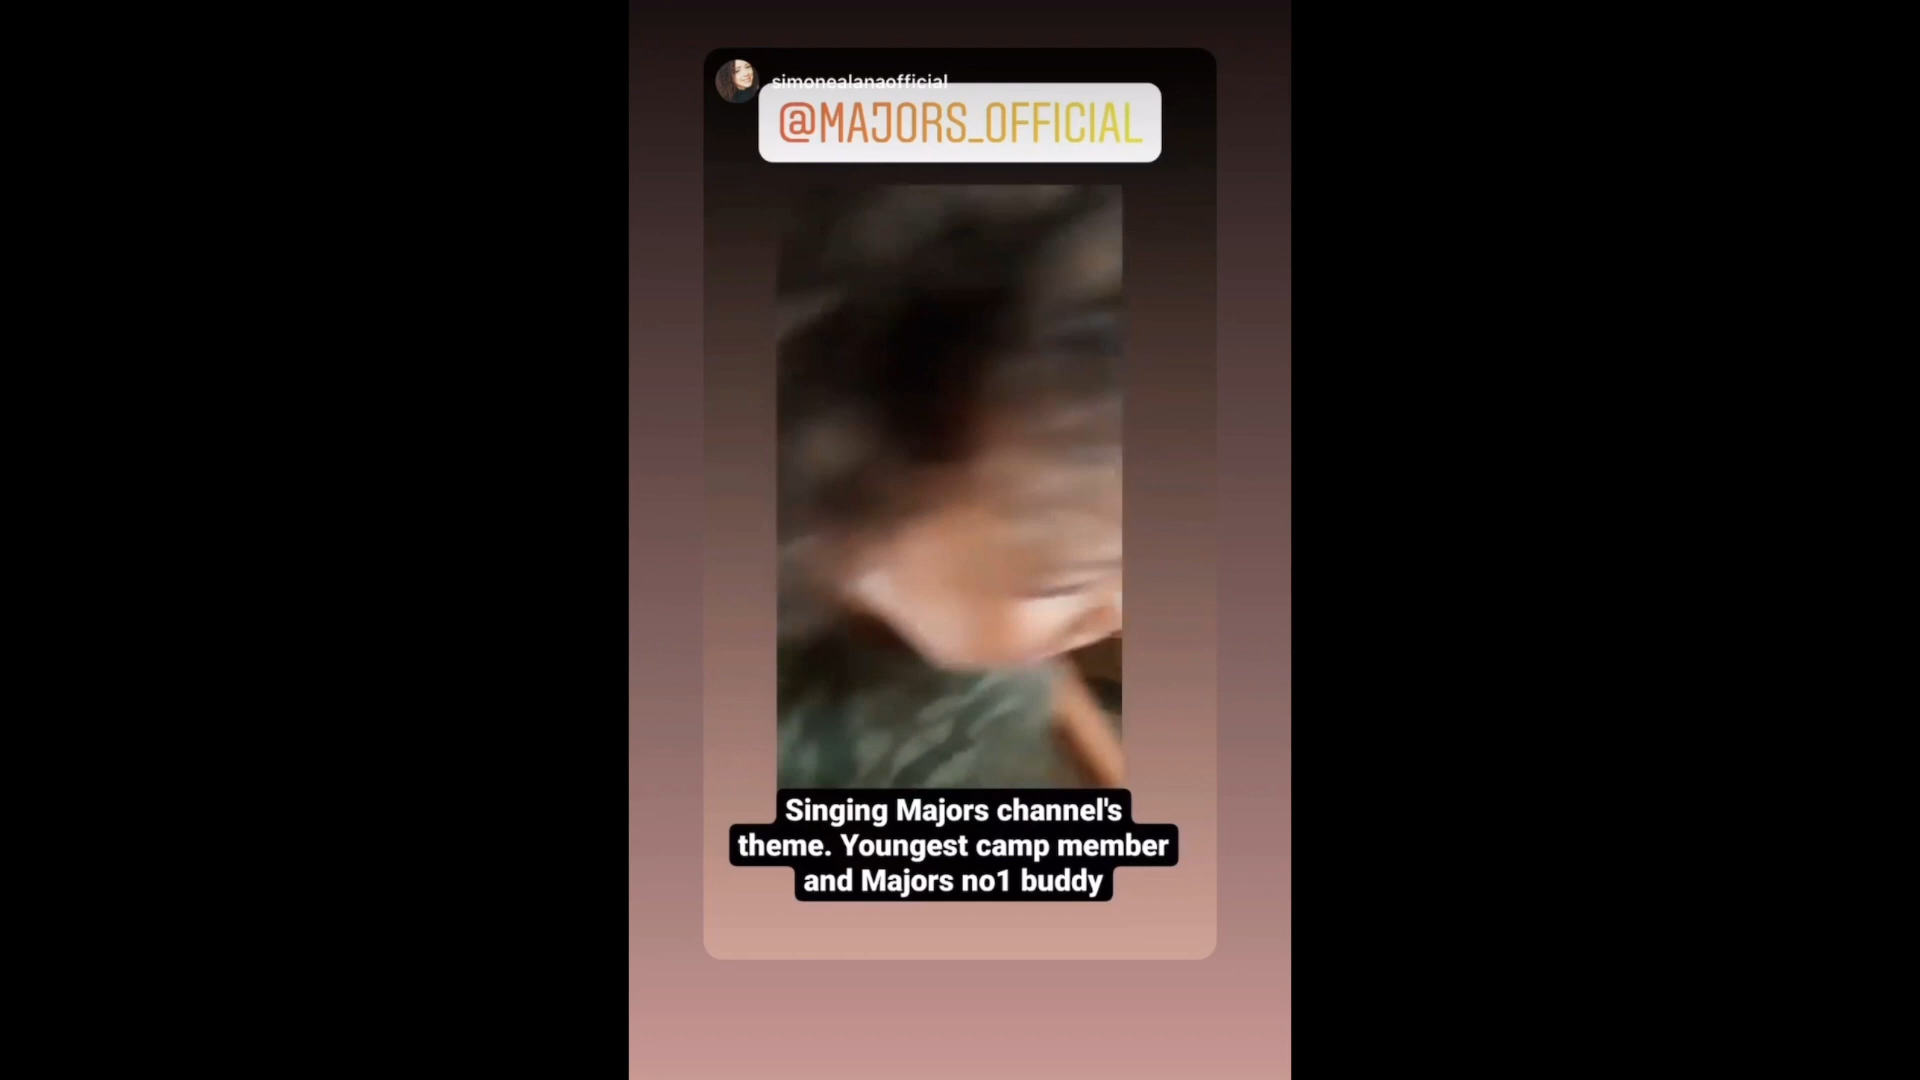 simonealanaofficial
@MAJORS_OFFICIAL
Singing Majors channel's
theme. Youngest camp member
and Majors no1 buddy